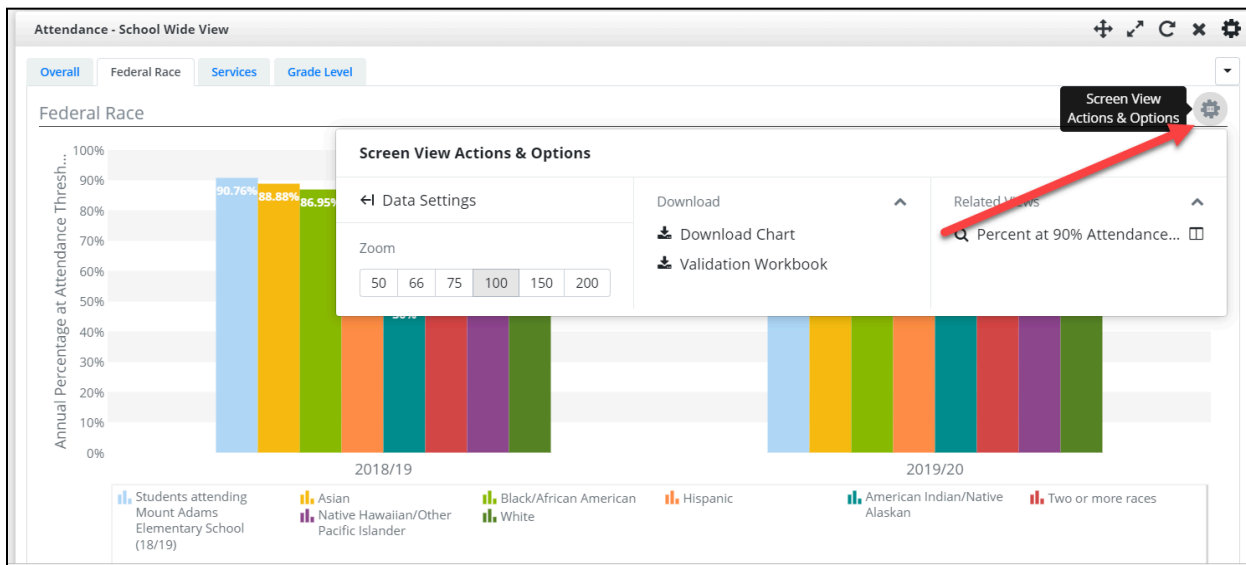 Attendance - School Wide View
Overall
Federal Race
Services
Grade Level
Federal Race
Screen View
Actions & Options
Screen View Actions & Options
Data Settings
Zoom
50 66 75 100 150 200
Download
Download Chart
Validation Workbook
Related Views
Percent at 90% Attendance...
Annual Percentage at Attendance Thresh...
100%
90%
80%
70%
60%
50%
40%
30%
20%
10%
0%
90.76%
88.88%
86.95%
2018/19
2019/20
Students attending
Mount Adams
Elementary School
(18/19)
Asian
Native Hawaiian/Other
Pacific Islander
Black/African American
White
Hispanic
American Indian/Native
Alaskan
Two or more races